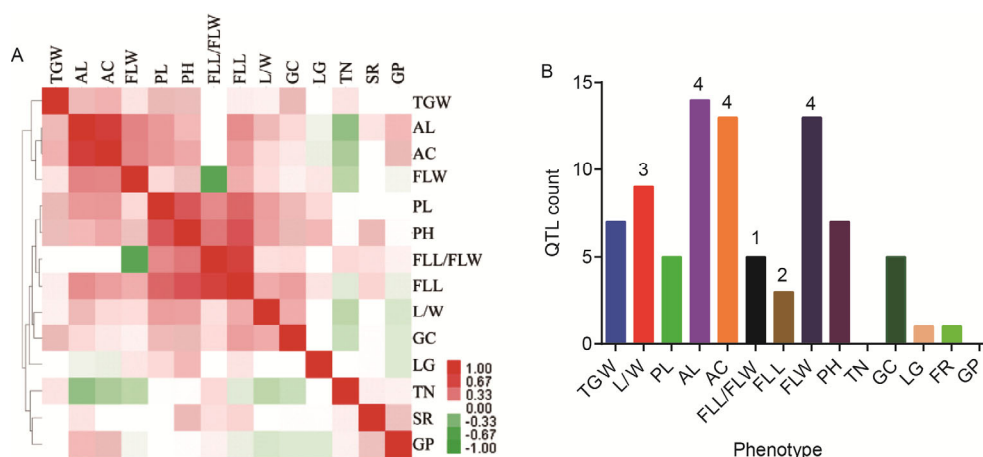 A
TGW AL AC FLW PL PH FLL/FLW FLL L/W GC LG TN SR GP
TGW
AL
AC
FLW
PL
PH
FLL/FLW
FLL
L/W
GC
LG
TN
SR
GP
1.00
0.67
0.33
0.00
-0.33
-0.67
-1.00
B
QTL count
15
10
5
0
3 4 4 1 2 4
TGW L/W PL AL AC FLL/FLW FLL FLW PH TN GC LG FR GP
Phenotype